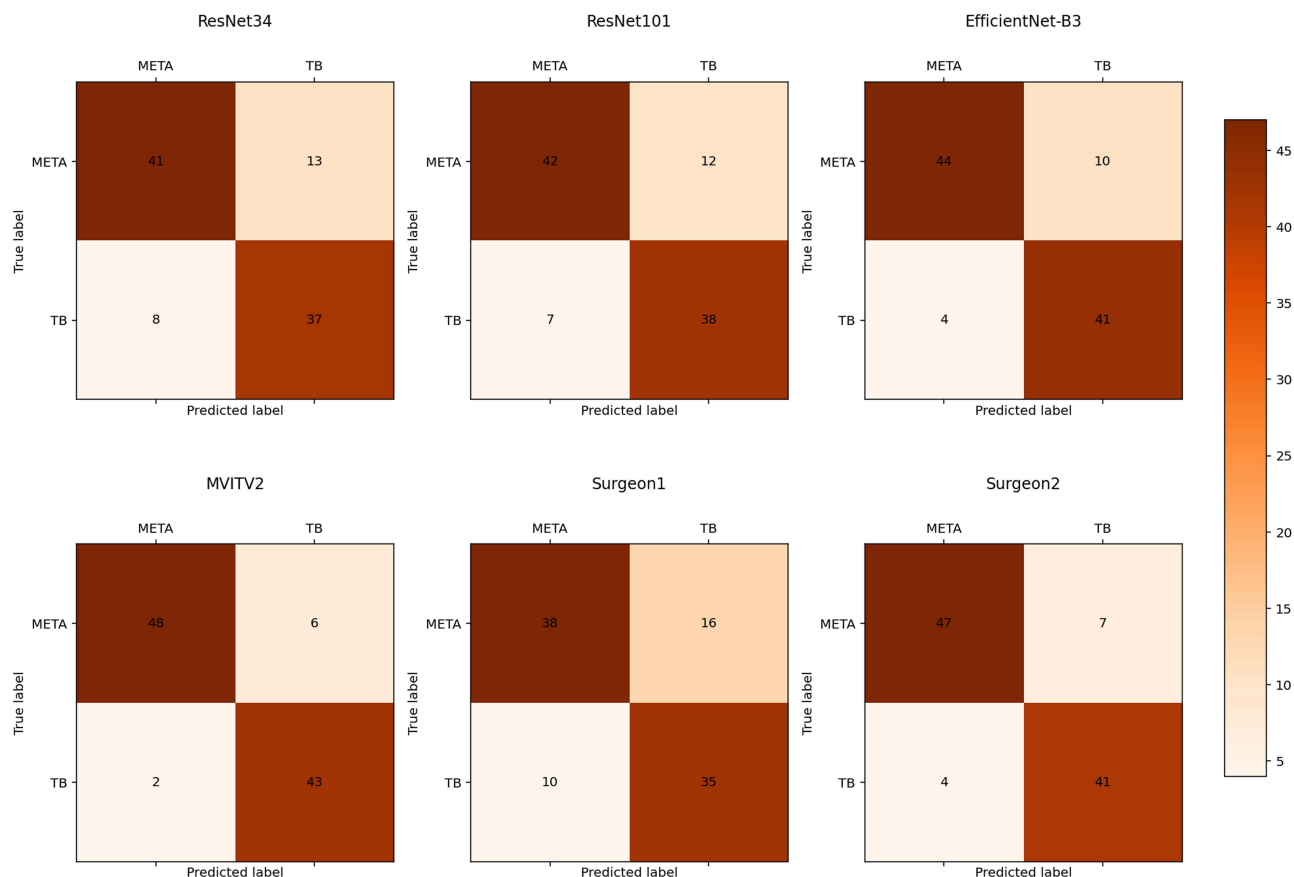 ResNet34
META TB
META 41 13
True label
TB 8 37
Predicted label
ResNet101
META TB
META 42 12
True label
TB 7 38
Predicted label
EfficientNet-B3
META TB
META 44 10
True label
TB 4 41
Predicted label
MVITV2
META TB
META 48 6
True label
TB 2 43
Predicted label
Surgeon1
META TB
META 38 16
True label
TB 10 35
Predicted label
Surgeon2
META TB
META 47 7
True label
TB 4 41
Predicted label
45
40
35
30
25
20
15
10
5